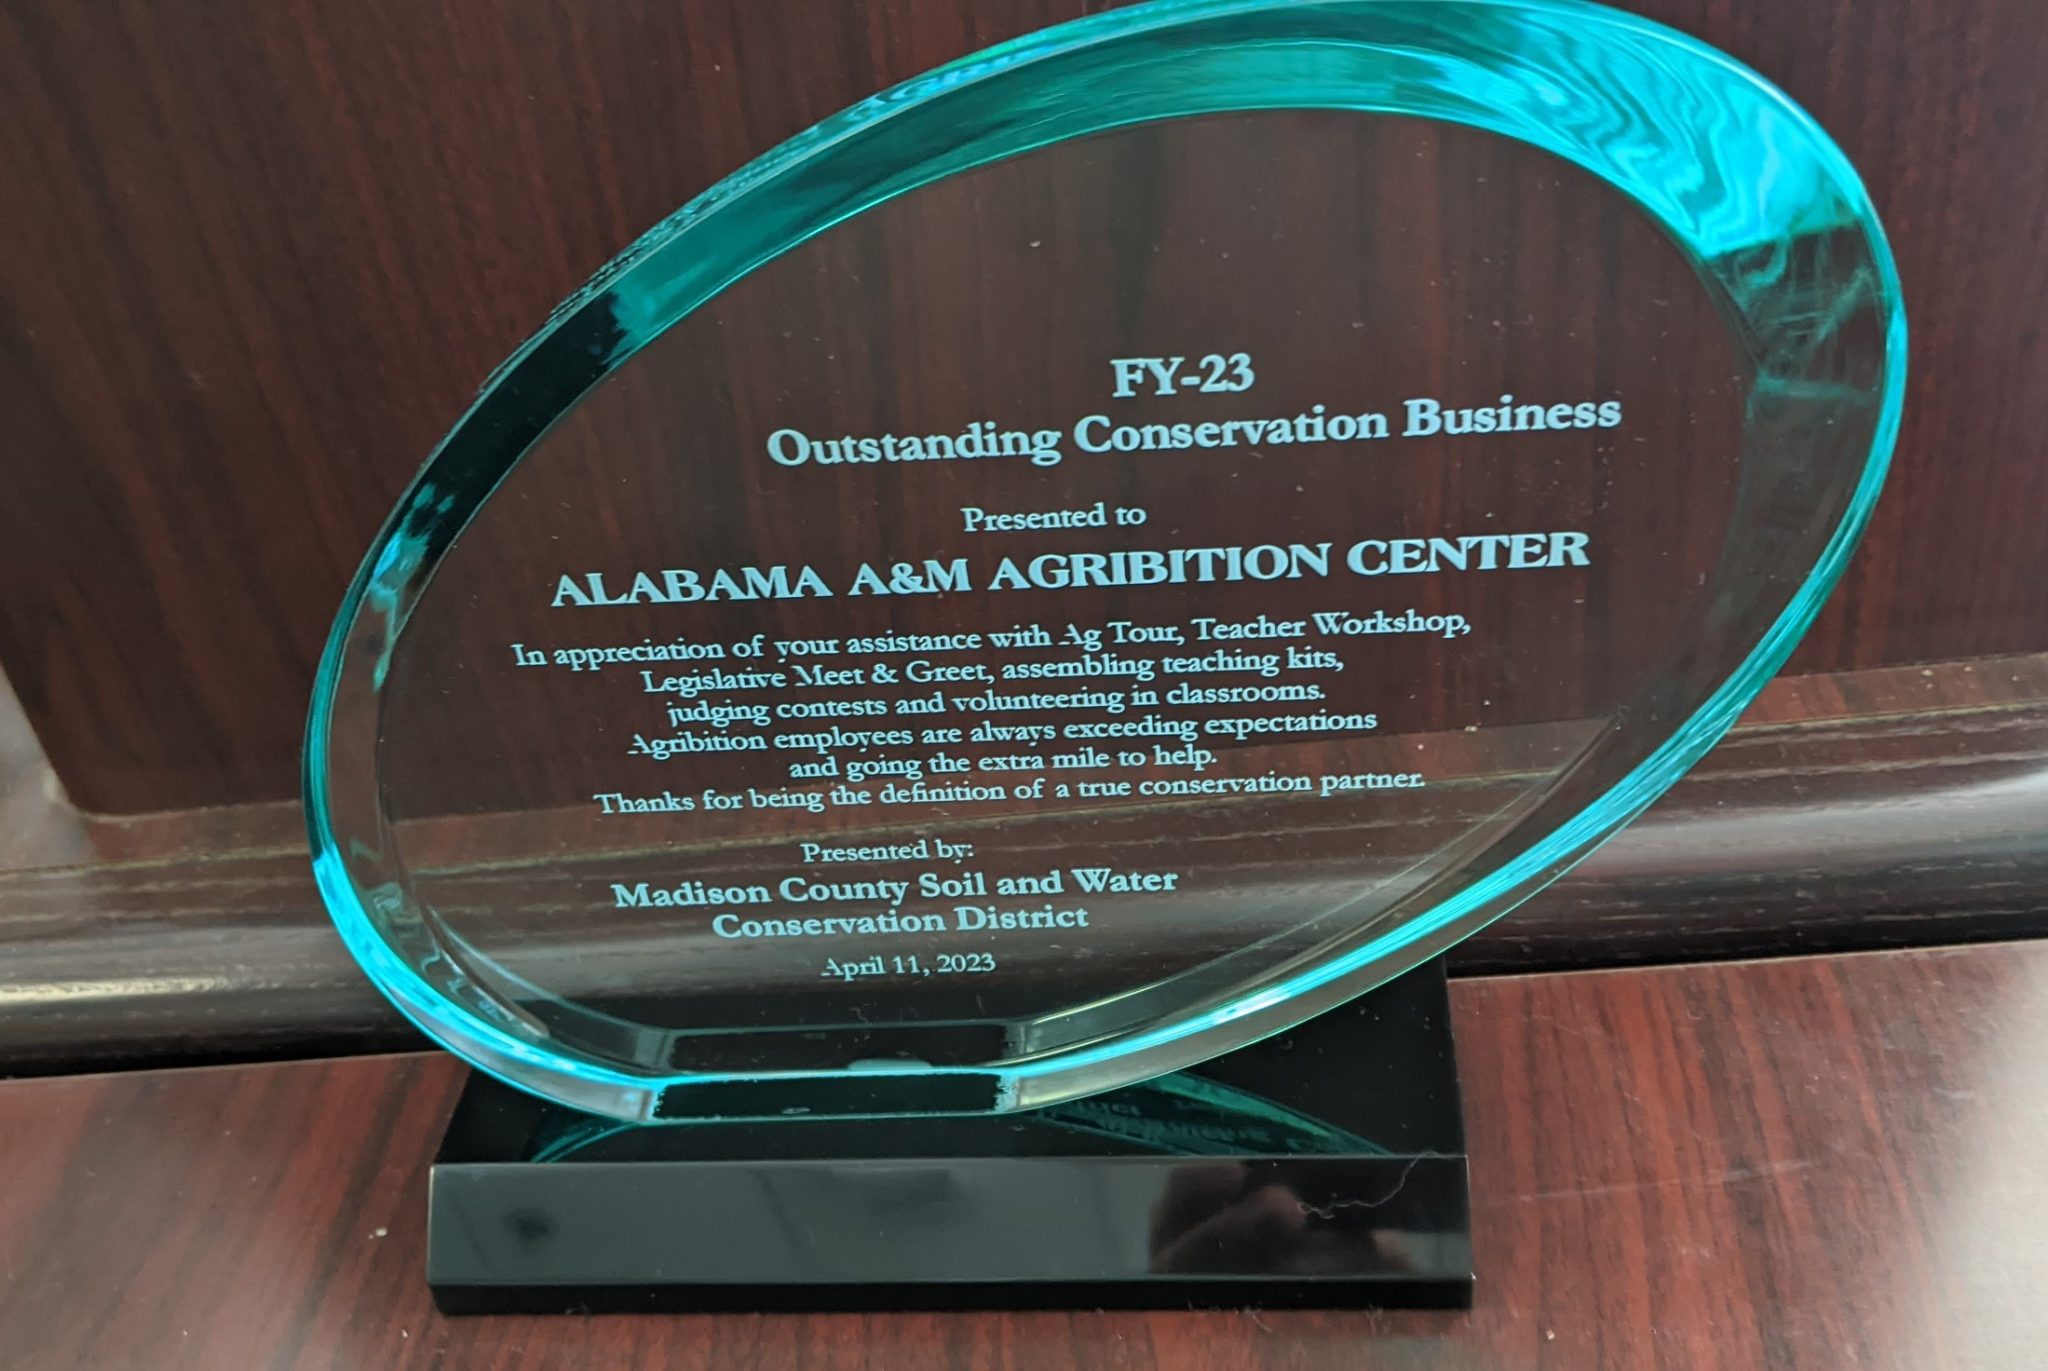 FY-23
Outstanding Conservation Business
Presented to
ALABAMA A&M AGRIBITION CENTER
In appreciation of your assistance with Ag Tour, Teacher Workshop,
Legislative Meet & Greet, assembling teaching kits,
judging contests and volunteering in classrooms.
Agribition employees are always exceeding expectations
and going the extra mile to help.
Thanks for being the definition of a true conservation partner.
Presented by:
Madison County Soil and Water
Conservation District
April 11, 2023